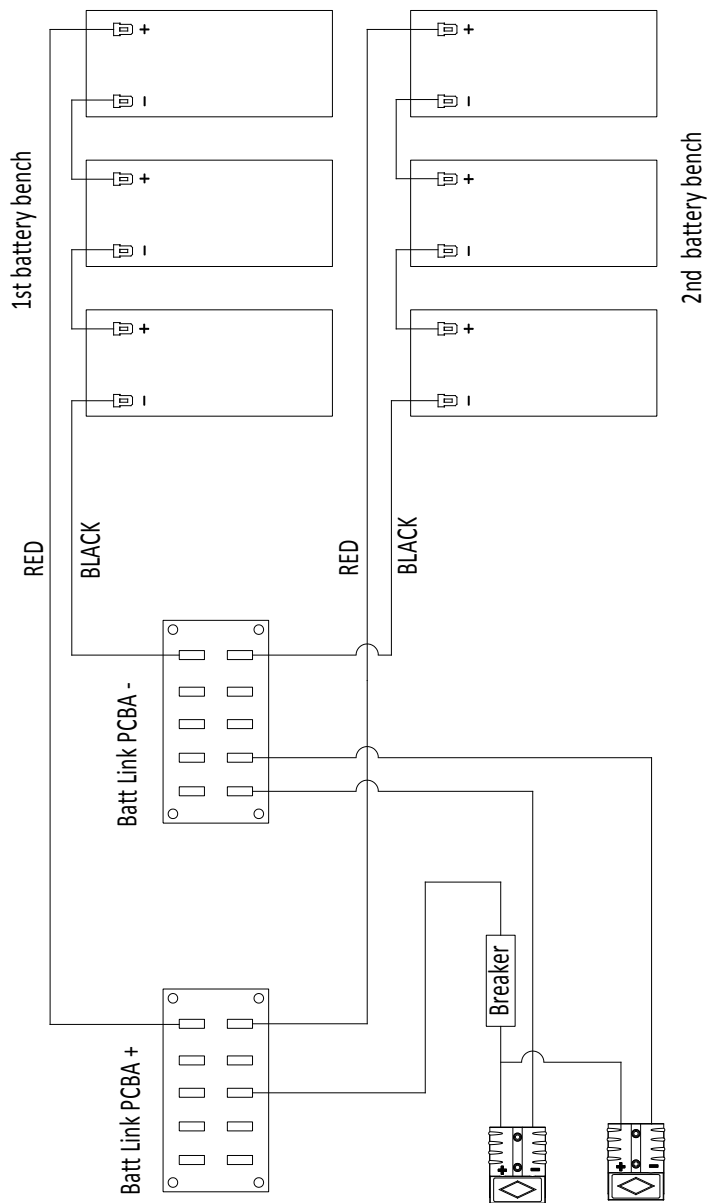 1st battery bench
2nd battery bench
+
−
+
−
+
−
+
−
+
−
+
−
RED
BLACK
RED
BLACK
Batt Link PCBA -
Batt Link PCBA +
Breaker
+
−
+
−